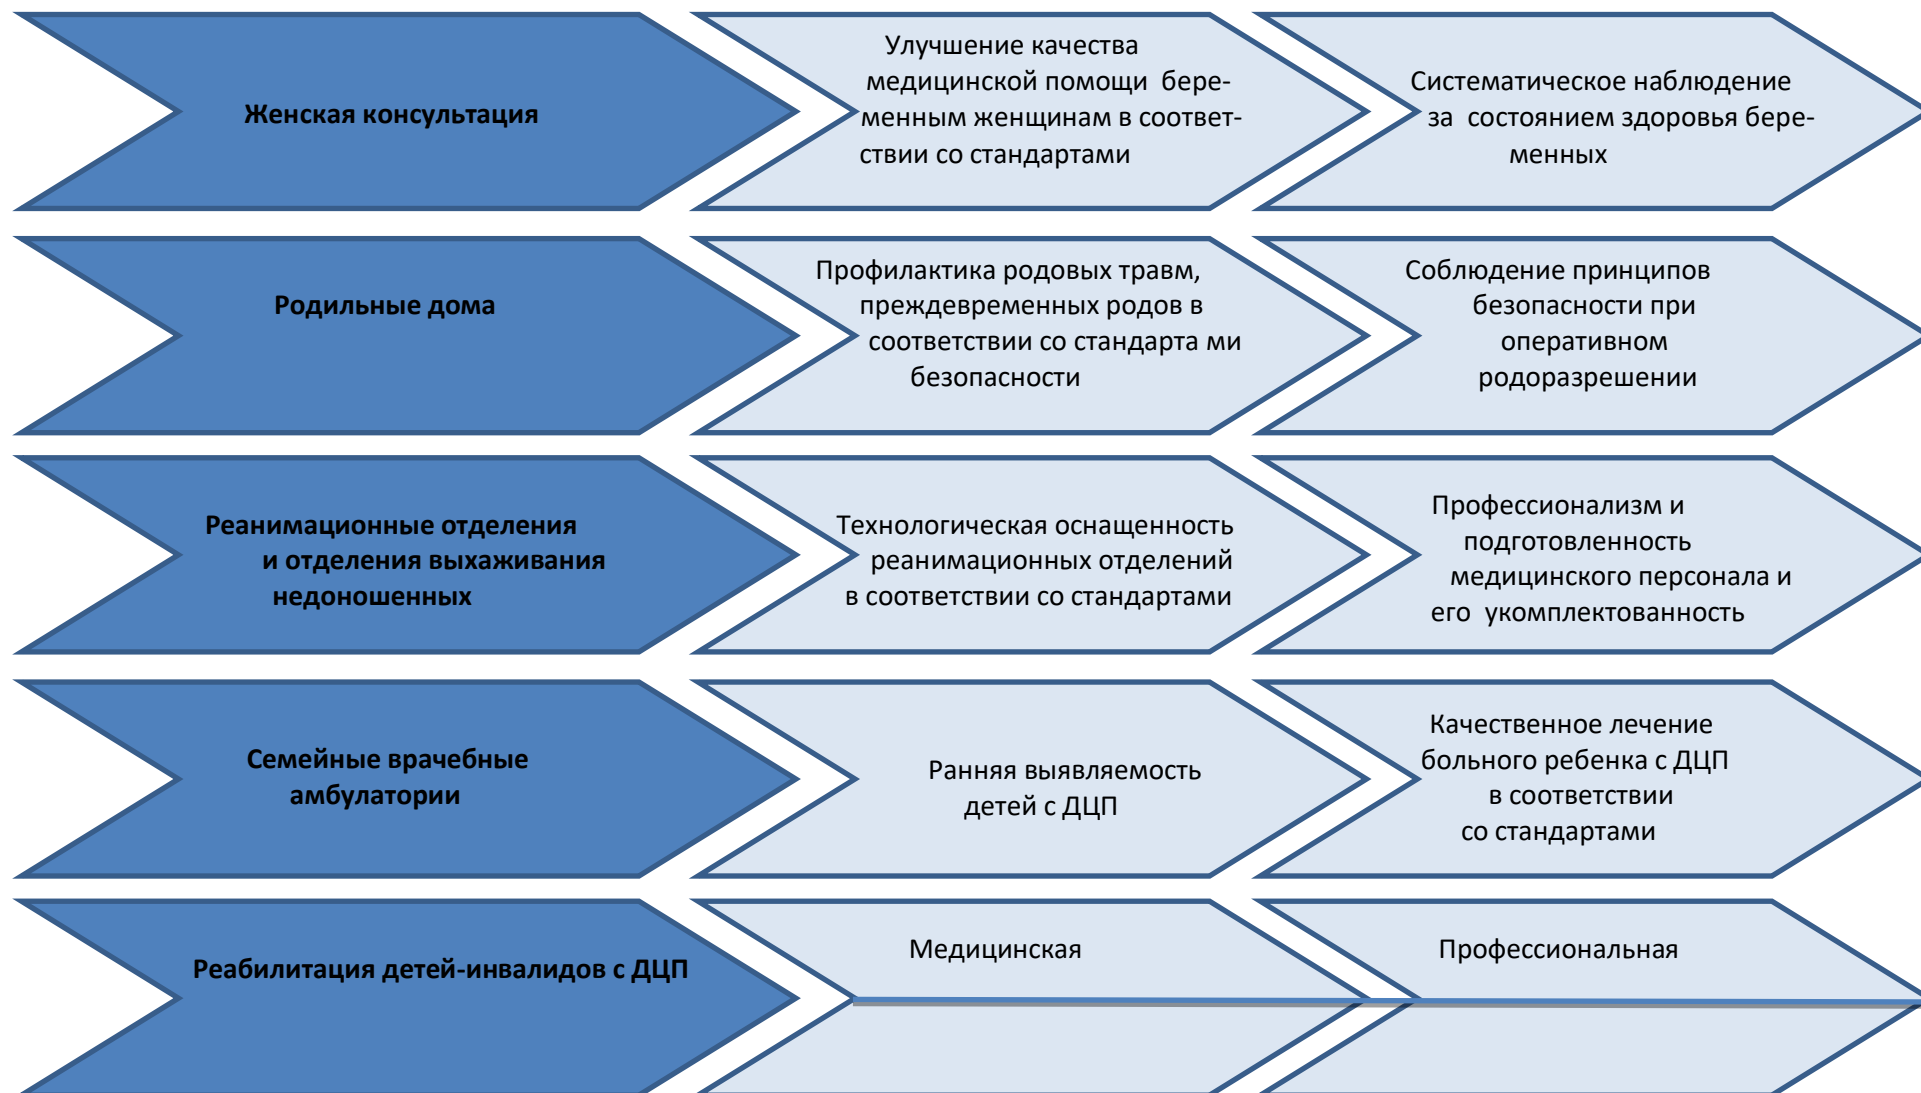 Женская консультация
Улучшение качества
медицинской помощи бере-
менным женщинам в соответ-
ствии со стандартами
Систематическое наблюдение
за состоянием здоровья бере-
менных
Родильные дома
Профилактика родовых травм,
преждевременных родов в
соответствии со стандарта ми
безопасности
Соблюдение принципов
безопасности при
оперативном
родоразрешении
Реанимационные отделения
и отделения выхаживания
недоношенных
Технологическая оснащенность
реанимационных отделений
в соответствии со стандартами
Профессионализм и
подготовленность
медицинского персонала и
его укомплектованность
Семейные врачебные
амбулатории
Ранняя выявляемость
детей с ДЦП
Качественное лечение
больного ребенка с ДЦП
в соответствии
со стандартами
Реабилитация детей-инвалидов с ДЦП
Медицинская
Профессиональная